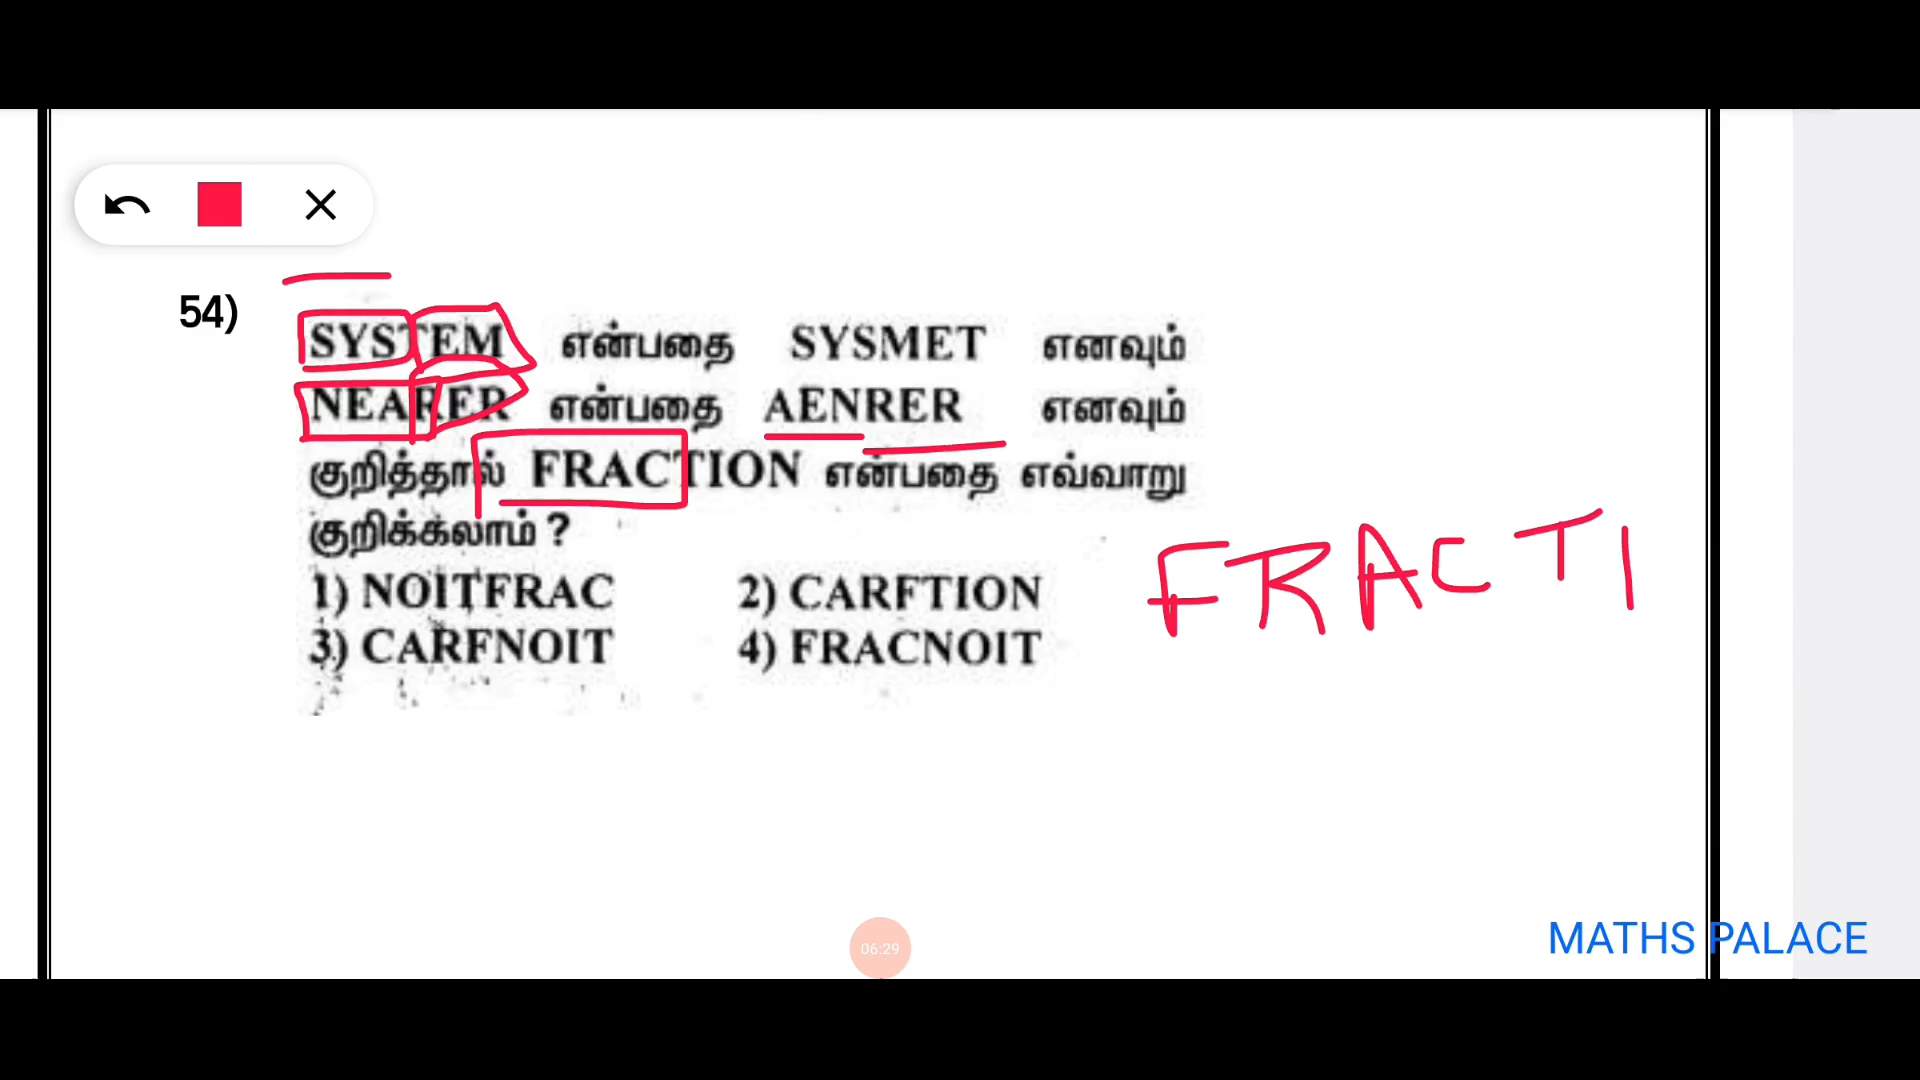 54)
SYSTEM என்பதை SYSMET எனவும்
NEARER என்பதை AENRER எனவும்
குறித்தால் FRACTION என்பதை எவ்வாறு
குறிக்கலாம் ?
FRACTI
1) NOITFRAC 2) CARFTION
3) CARFNOIT 4) FRACNOIT
06:29
MATHS PALACE